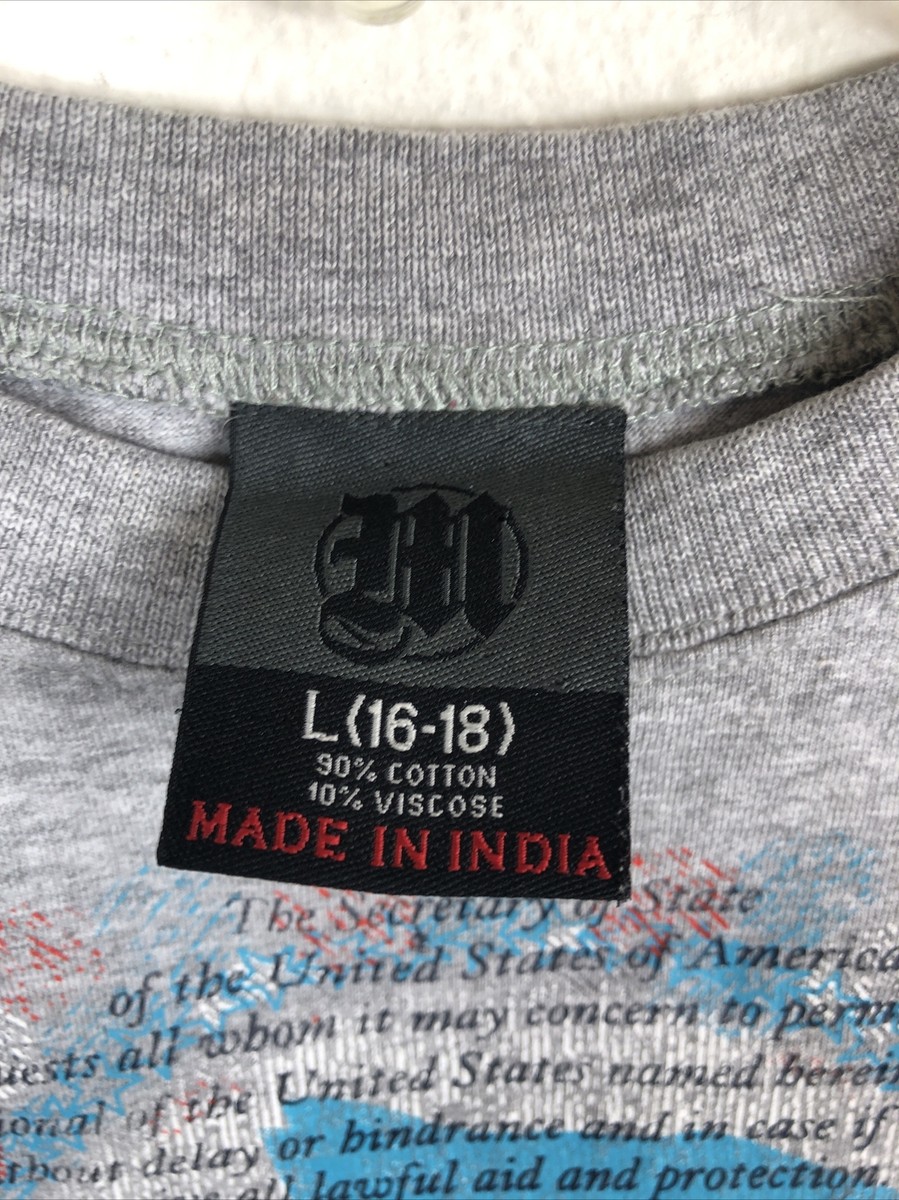 M
L (16-18)
90% COTTON
10% VISCOSE
MADE IN INDIA
The Secretary of State
of the United States of America
all whom it may concern to
of the United States named
delay or hindrance and in case
lawful aid and protection.